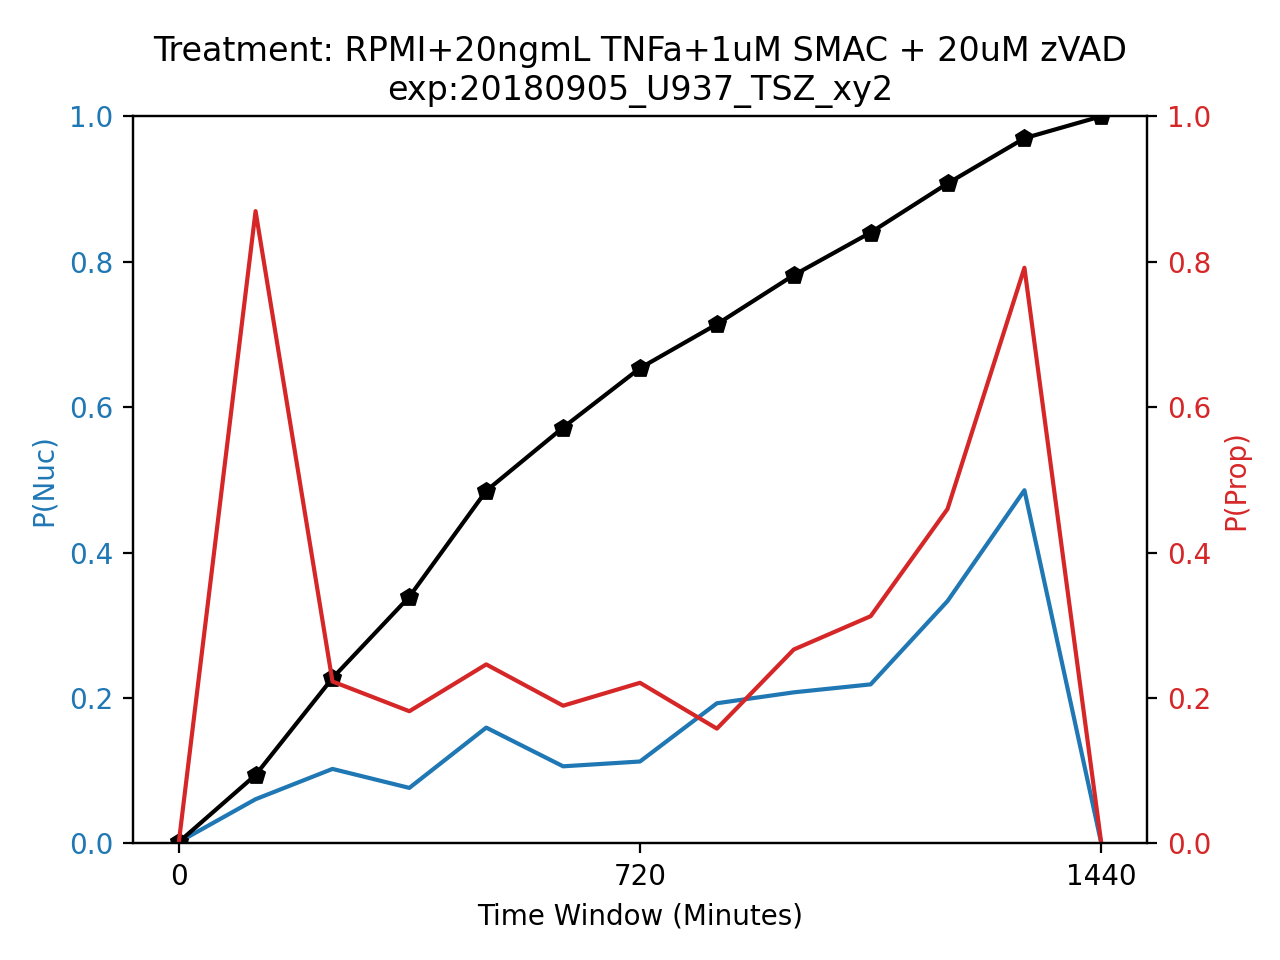 Treatment: RPMI+20ngmL TNFa+1uM SMAC + 20uM zVAD
exp:20180905_U937_TSZ_xy2
1.0
0.8
0.6
0.4
0.2
0.0
P(Nuc)
1.0
0.8
0.6
0.4
0.2
0.0
P(Prop)
0 720 1440
Time Window (Minutes)